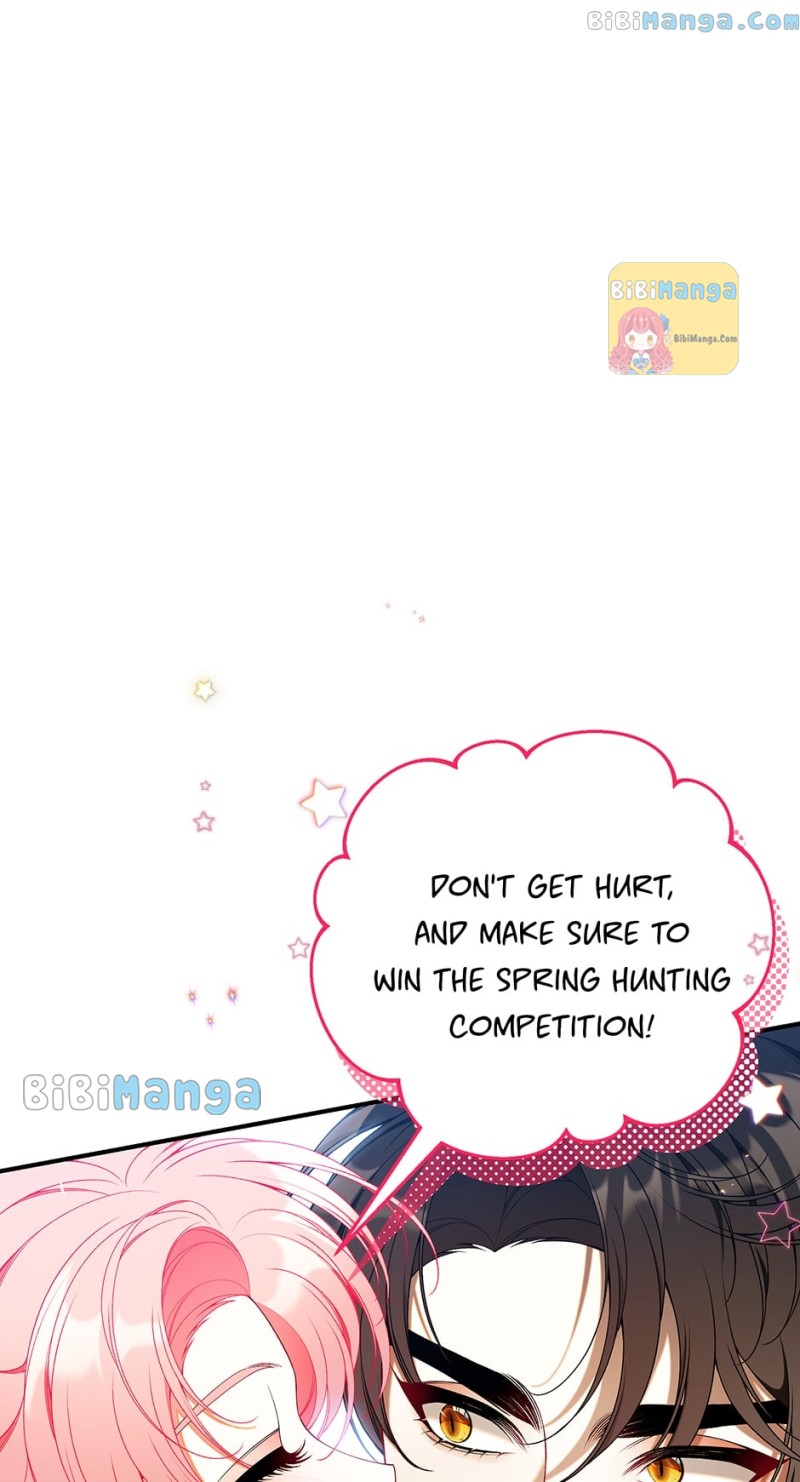 BiBiManga.Com
BiBiManga
BibiManga.Com
DON'T GET HURT,
AND MAKE SURE TO
WIN THE SPRING HUNTING
COMPETITION!
BiBiManga